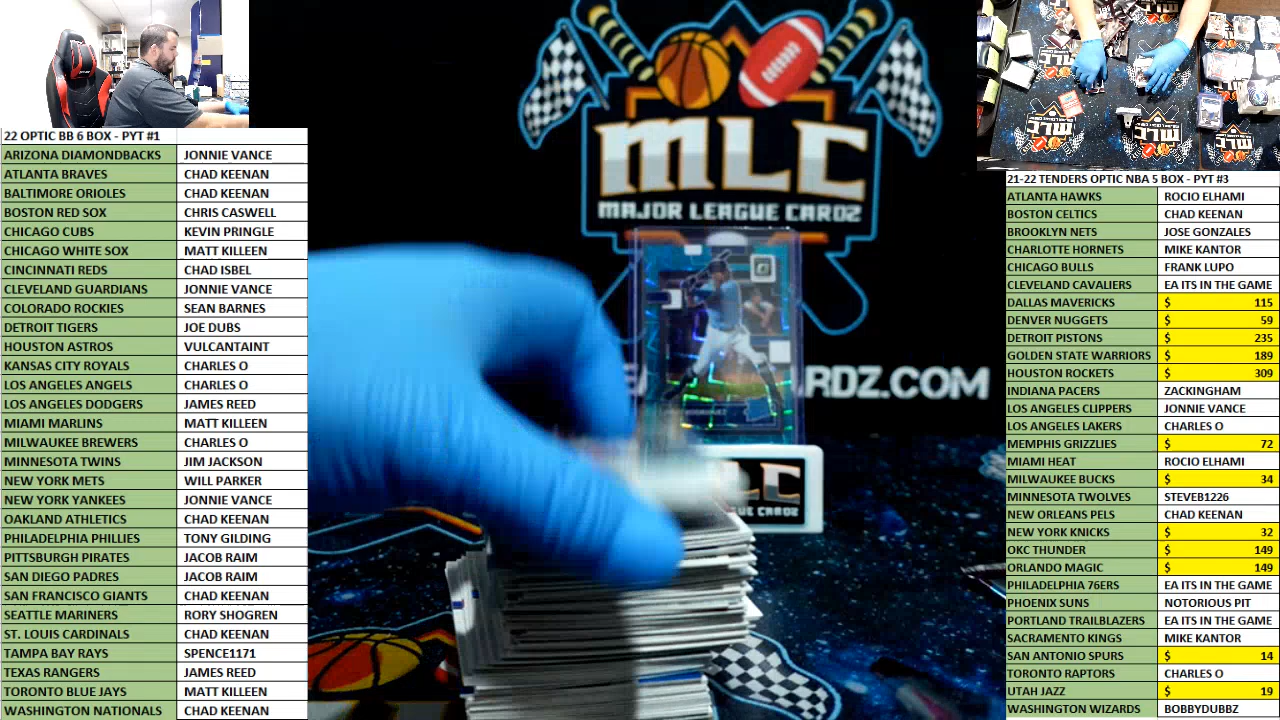 22 OPTIC BB 6 BOX - PYT #1
ARIZONA DIAMONDBACKS JONNIE VANCE
ATLANTA BRAVES CHAD KEENAN
BALTIMORE ORIOLES CHAD KEENAN
BOSTON RED SOX CHRIS CASWELL
CHICAGO CUBS KEVIN PRINGLE
CHICAGO WHITE SOX MATT KILLEEN
CINCINNATI REDS CHAD ISBEL
CLEVELAND GUARDIANS JONNIE VANCE
COLORADO ROCKIES SEAN BARNES
DETROIT TIGERS JOE DUBS
HOUSTON ASTROS VULCANTAINT
KANSAS CITY ROYALS CHARLES O
LOS ANGELES ANGELS CHARLES O
LOS ANGELES DODGERS JAMES REED
MIAMI MARLINS MATT KILLEEN
MILWAUKEE BREWERS CHARLES O
MINNESOTA TWINS JIM JACKSON
NEW YORK METS WILL PARKER
NEW YORK YANKEES JONNIE VANCE
OAKLAND ATHLETICS CHAD KEENAN
PHILADELPHIA PHILLIES TONY GILDING
PITTSBURGH PIRATES JACOB RAIM
SAN DIEGO PADRES JACOB RAIM
SAN FRANCISCO GIANTS CHAD KEENAN
SEATTLE MARINERS RORY SHOGREN
ST. LOUIS CARDINALS CHAD KEENAN
TAMPA BAY RAYS SPENCE1171
TEXAS RANGERS JAMES REED
TORONTO BLUE JAYS MATT KILLEEN
WASHINGTON NATIONALS CHAD KEENAN
MLC
MAJOR LEAGUE CARDZ
RDZ.COM
LC
GUE CARDZ
MLC
21-22 TENDERS OPTIC NBA 5 BOX - PYT #3
ATLANTA HAWKS ROCIO ELHAMI
BOSTON CELTICS CHAD KEENAN
BROOKLYN NETS JOSE GONZALES
CHARLOTTE HORNETS MIKE KANTOR
CHICAGO BULLS FRANK LUPO
CLEVELAND CAVALIERS EA ITS IN THE GAME
DALLAS MAVERICKS $ 115
DENVER NUGGETS $ 59
DETROIT PISTONS $ 235
GOLDEN STATE WARRIORS $ 189
HOUSTON ROCKETS $ 309
INDIANA PACERS ZACKINGHAM
LOS ANGELES CLIPPERS JONNIE VANCE
LOS ANGELES LAKERS CHARLES O
MEMPHIS GRIZZLIES $ 72
MIAMI HEAT ROCIO ELHAMI
MILWAUKEE BUCKS $ 34
MINNESOTA TWOLVES STEVEB1226
NEW ORLEANS PELS CHAD KEENAN
NEW YORK KNICKS $ 32
OKC THUNDER $ 149
ORLANDO MAGIC $ 149
PHILADELPHIA 76ERS EA ITS IN THE GAME
PHOENIX SUNS NOTORIOUS PIT
PORTLAND TRAILBLAZERS EA ITS IN THE GAME
SACRAMENTO KINGS MIKE KANTOR
SAN ANTONIO SPURS $ 14
TORONTO RAPTORS CHARLES O
UTAH JAZZ $ 19
WASHINGTON WIZARDS BOBBYDUBBZ